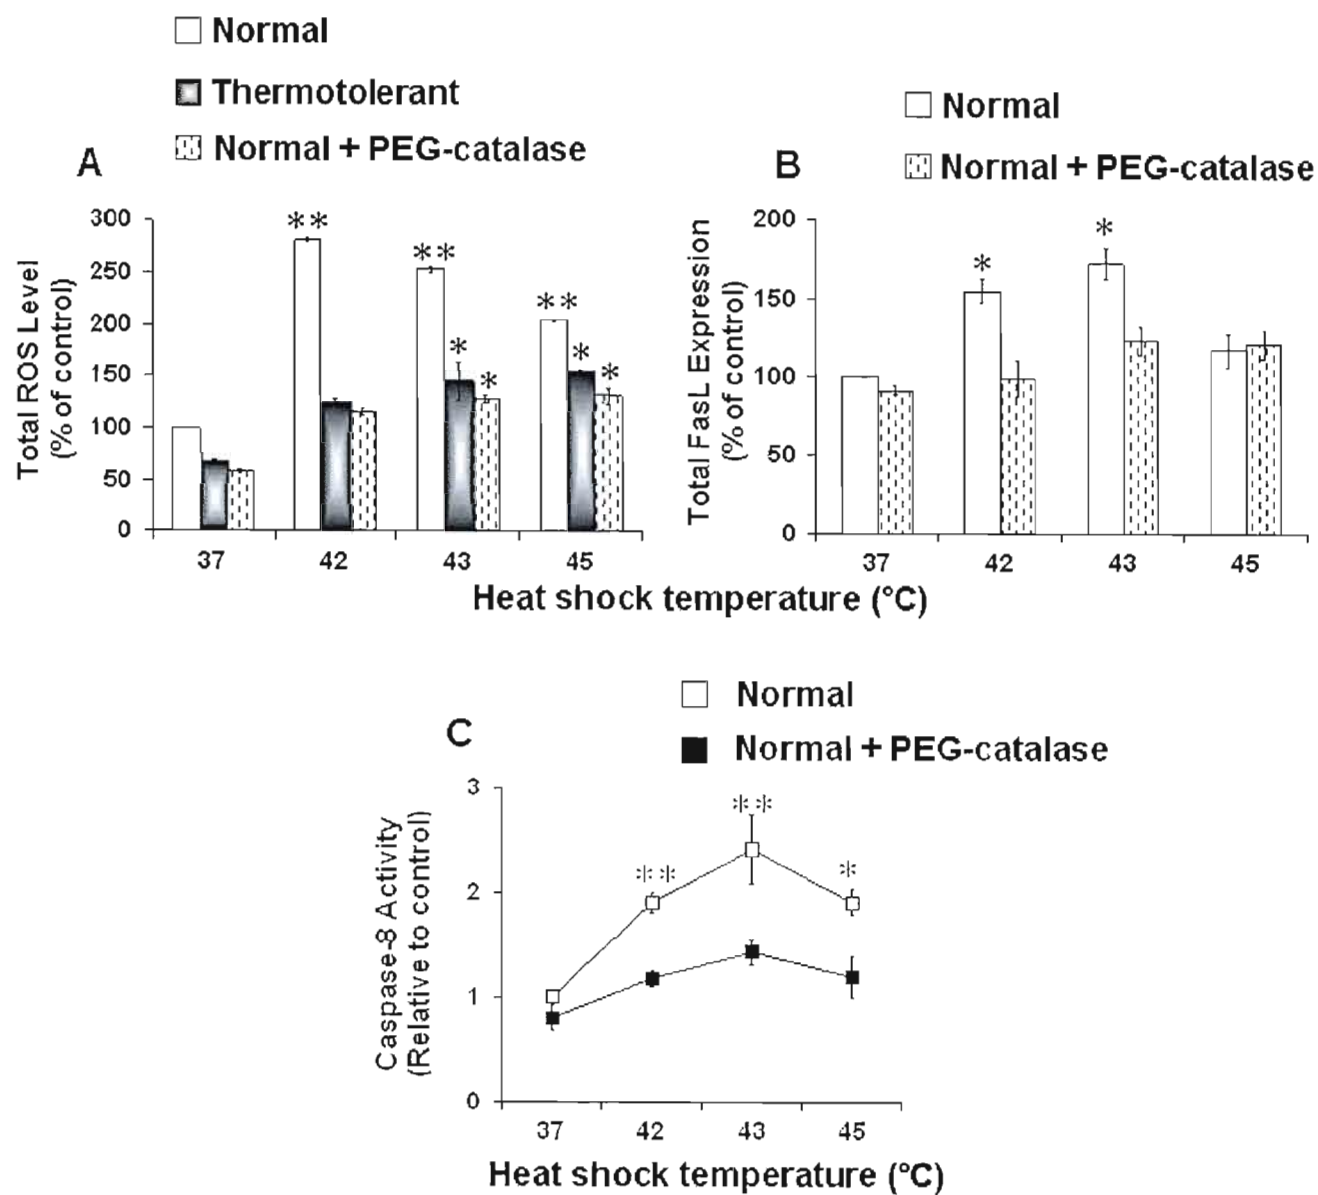 Normal
Thermotolerant
Normal + PEG-catalase
A
Total ROS Level
(% of control)
300
250
200
150
100
50
0
**
**
*
*
**
*
*
37 42 43 45
Normal
Normal + PEG-catalase
B
Total FasL Expression
(% of control)
200
150
100
50
0
*
*
37 42 43 45
Heat shock temperature (°C)
Normal
Normal + PEG-catalase
C
Caspase-8 Activity
(Relative to control)
3
2
1
0
**
**
*
37 42 43 45
Heat shock temperature (°C)